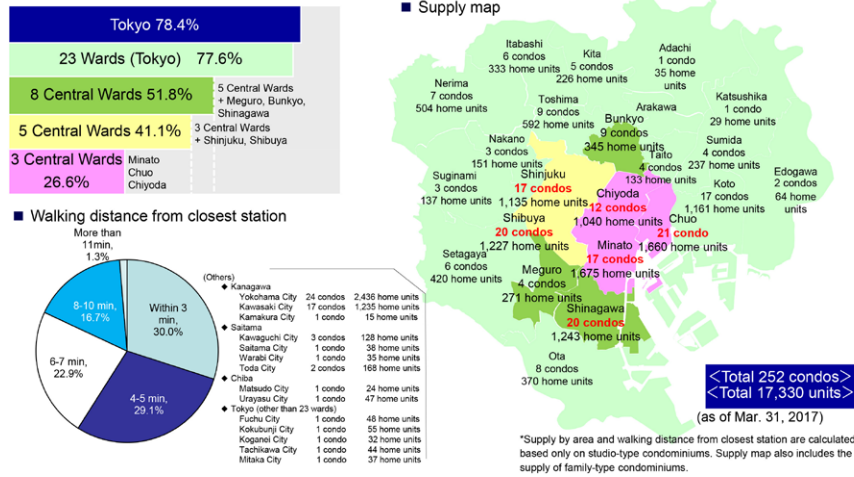 Tokyo 78.4%
23 Wards (Tokyo) 77.6%
8 Central Wards 51.8%
5 Central Wards
+ Meguro, Bunkyo,
Shinagawa
5 Central Wards 41.1%
3 Central Wards
+ Shinjuku, Shibuya
3 Central Wards
26.6%
Minato
Chuo
Chiyoda
■ Walking distance from closest station
More than
11min,
1.3%
8-10 min,
16.7%
Within 3
min,
30.0%
6-7 min,
22.9%
4-5 min,
29.1%
(Others)
◆ Kanagawa
Yokohama City 24 condos 2,436 home units
Kawasaki City 17 condos 1,235 home units
Kamakura City 1 condo 15 home units
◆ Saitama
Kawaguchi City 3 condos 128 home units
Saitama City 1 condo 38 home units
Warabi City 1 condo 35 home units
Toda City 2 condos 168 home units
◆ Chiba
Matsudo City 1 condo 24 home units
Urayasu City 1 condo 47 home units
◆ Tokyo (other than 23 wards)
Fuchu City 1 condo 48 home units
Kokubunji City 1 condo 55 home units
Koganei City 1 condo 32 home units
Tachikawa City 1 condo 44 home units
Mitaka City 1 condo 37 home units
■ Supply map
Itabashi
6 condos
333 home units
Kita
5 condos
226 home units
Adachi
1 condo
35 home
units
Nerima
7 condos
504 home units
Toshima
9 condos
592 home units
Arakawa
Katsushika
1 condo
29 home units
Bunkyo
9 condos
345 home units
Nakano
3 condos
151 home units
Taito
4 condos
133 home units
Sumida
4 condos
237 home units
Suginami
3 condos
137 home units
Shinjuku
17 condos
1,135 home units
Chiyoda
12 condos
1,040 home units
Koto
17 condos
1,161 home units
Edogawa
2 condos
64 home
units
Shibuya
20 condos
1,227 home units
Chuo
21 condo
1,660 home units
Minato
17 condos
1,675 home units
Setagaya
6 condos
420 home units
Meguro
4 condos
271 home units
Shinagawa
20 condos
1,243 home units
Ota
8 condos
370 home units
<Total 252 condos>
<Total 17,330 units>
(as of Mar. 31, 2017)
*Supply by area and walking distance from closest station are calculated
based only on studio-type condominiums. Supply map also includes the
supply of family-type condominiums.